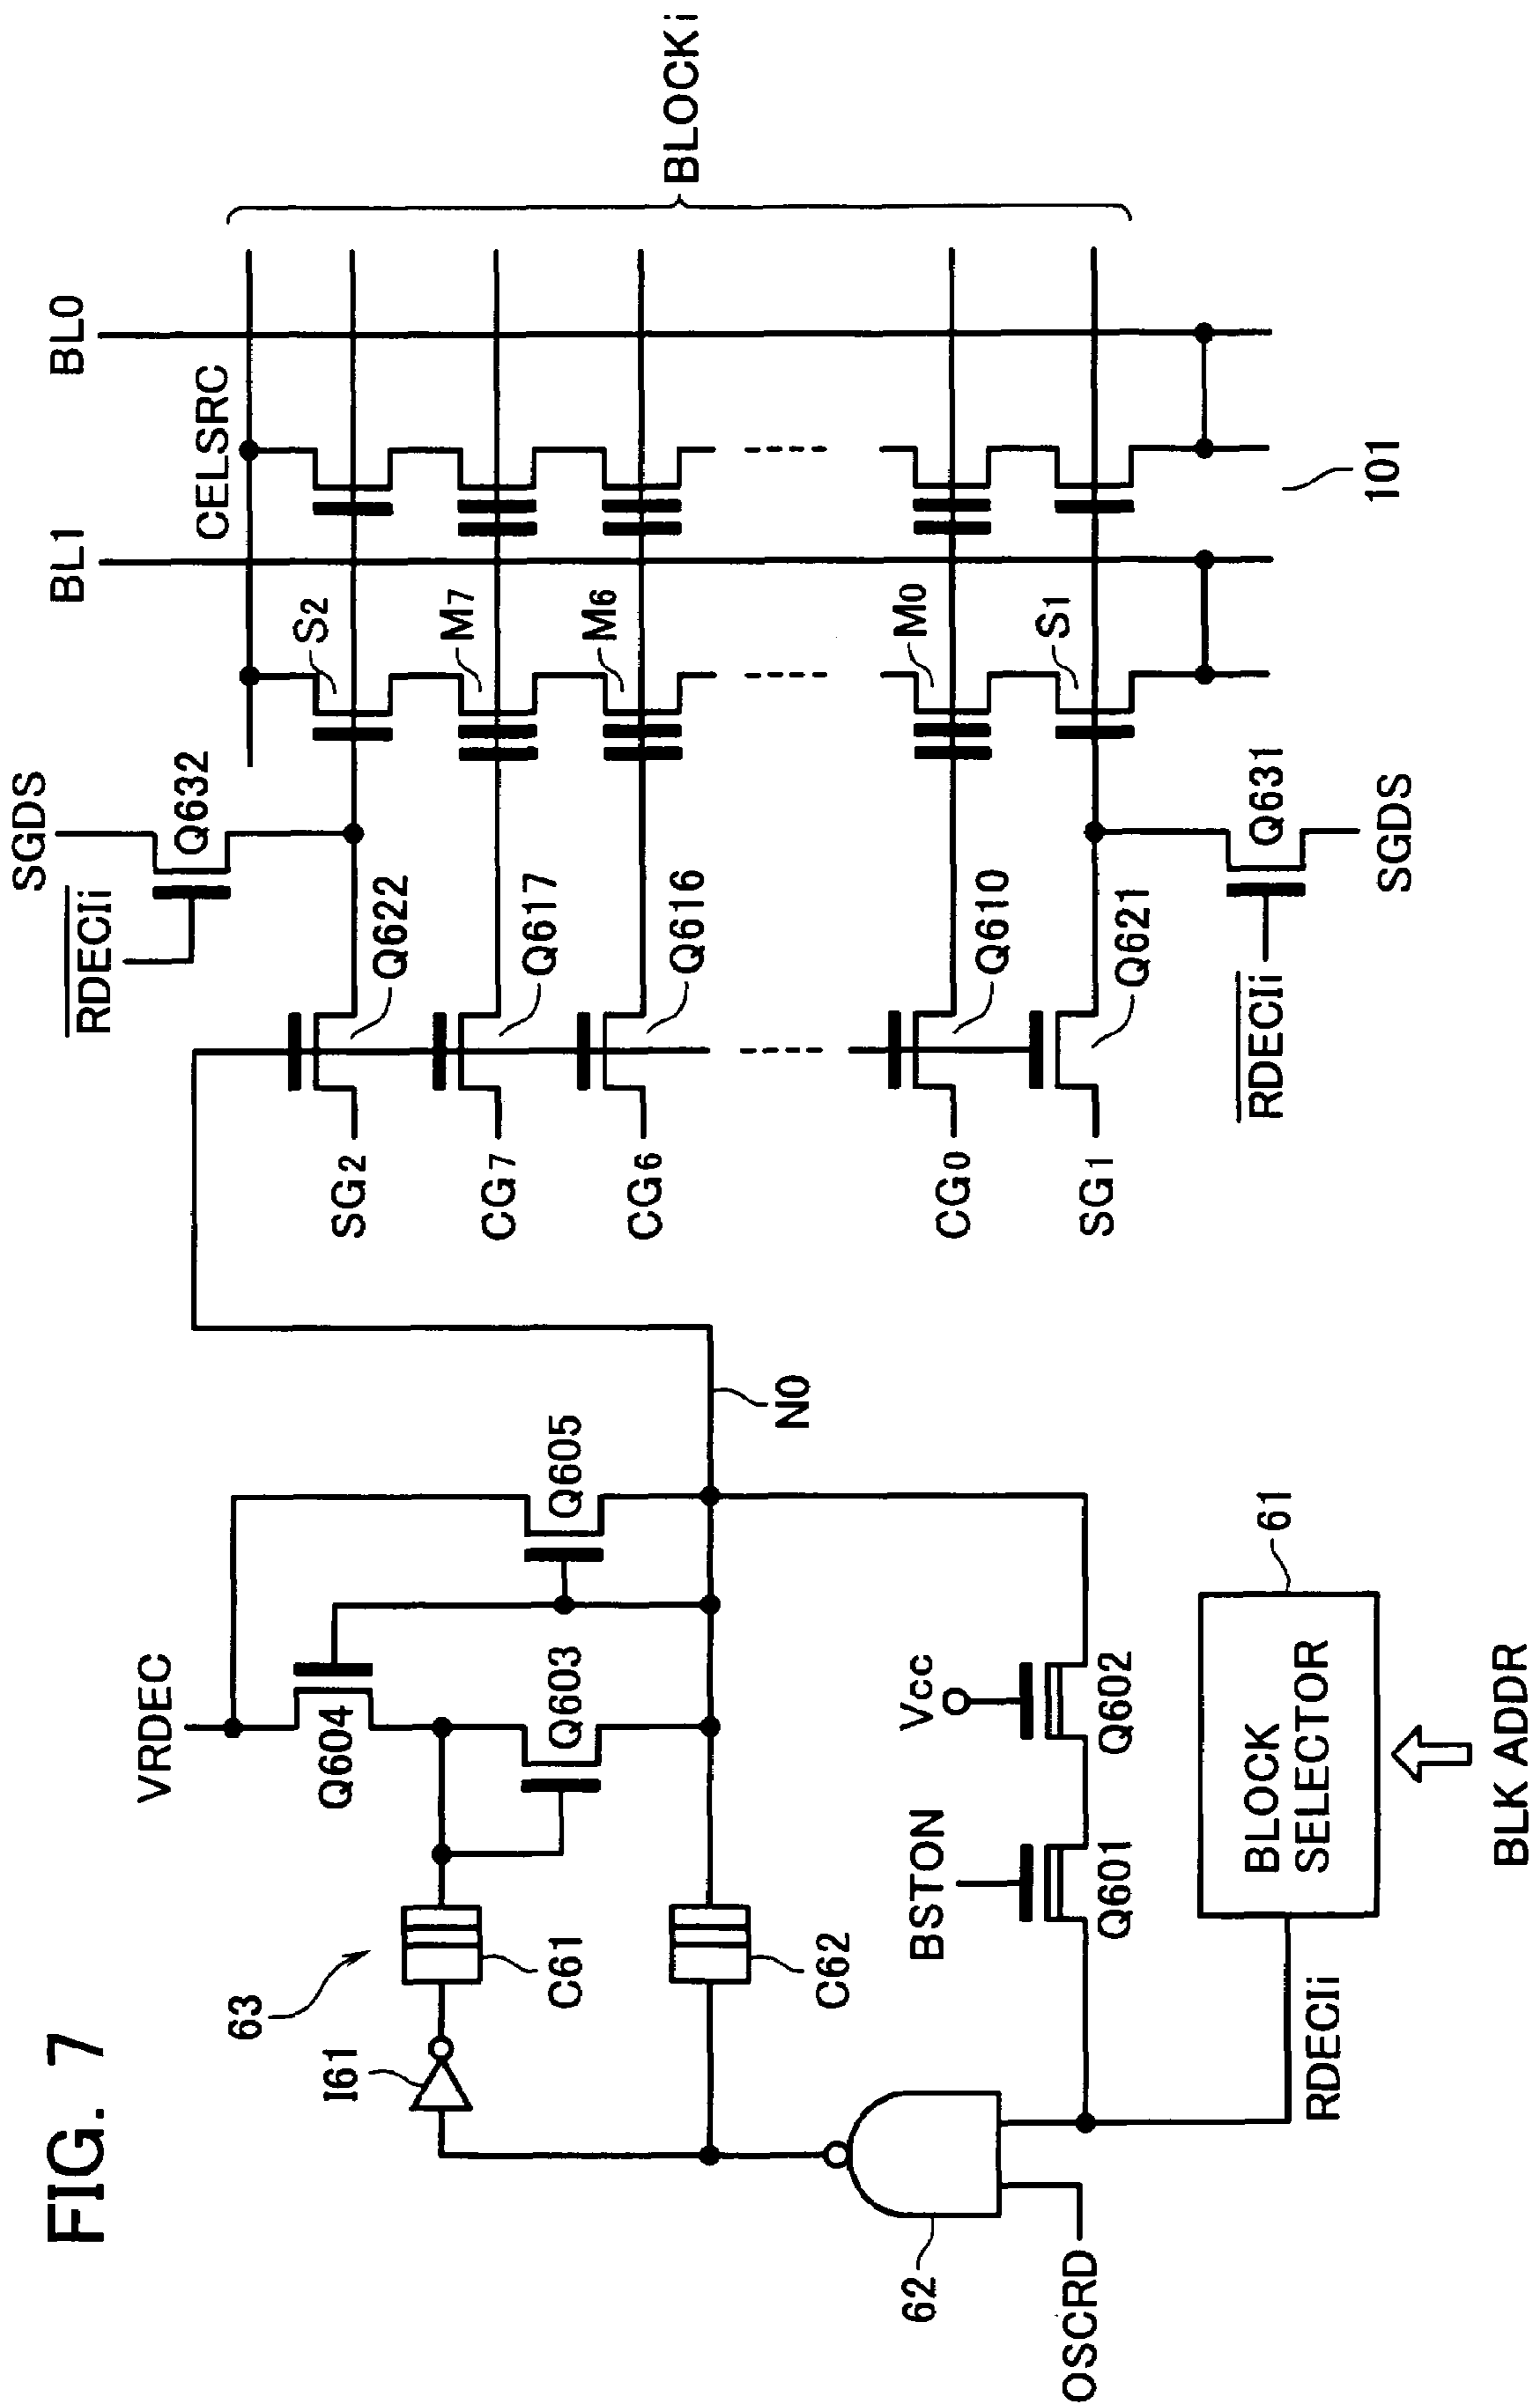 FIG. 7
SGDS
BL1
BL0
RDECIi
Q632
CELSRC
S2
M7
M6
M0
S1
BLOCKi
Q622
Q617
Q616
Q610
Q621
SG2
CG7
CG6
CG0
SG1
RDECIi
Q631
SGDS
101
VRDEC
Q604
Q605
Q603
N0
63
I61
C61
C62
BSTON
Vcc
Q601
Q602
62
OSCRD
RDECIi
BLOCK
SELECTOR
61
BLK ADDR